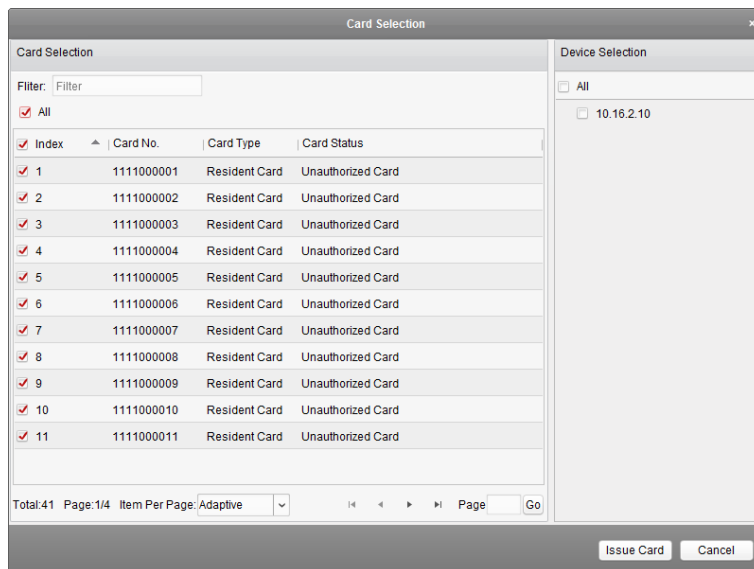 Card Selection
Card Selection
Fliter: Filter
All
Index Card No. Card Type Card Status
1 1111000001 Resident Card Unauthorized Card
2 1111000002 Resident Card Unauthorized Card
3 1111000003 Resident Card Unauthorized Card
4 1111000004 Resident Card Unauthorized Card
5 1111000005 Resident Card Unauthorized Card
6 1111000006 Resident Card Unauthorized Card
7 1111000007 Resident Card Unauthorized Card
8 1111000008 Resident Card Unauthorized Card
9 1111000009 Resident Card Unauthorized Card
10 1111000010 Resident Card Unauthorized Card
11 1111000011 Resident Card Unauthorized Card
Total:41 Page:1/4 Item Per Page: Adaptive Page Go
Device Selection
All
10.16.2.10
Issue Card Cancel